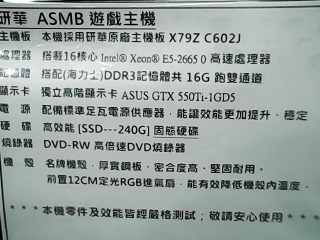 研華 ASMB 遊戲主機
主機板 本機採用研華原廠主機板 X79Z C602J
處理器 搭載16核心 Intel® Xeon® E5-2665 0 高速處理器
記憶體 搭配(海力士)DDR3記憶體共 16G 跑雙通道
顯示卡 獨立高階顯示卡 ASUS GTX 550Ti-1GD5
電 源 配備標準足瓦電源供應器，能讓效能更加提升、穩定
硬 碟 高效能 [SSD---240G] 固態硬碟
燒錄器 DVD-RW 高倍速DVD燒錄器
機 殼 名牌機殼，厚實鋼板、密合度高、堅固耐用。
前置12CM定光RGB進氣扇，能有效降低機殼內溫度。
***本機零件及效能皆經嚴格測試；敬請安心使用***